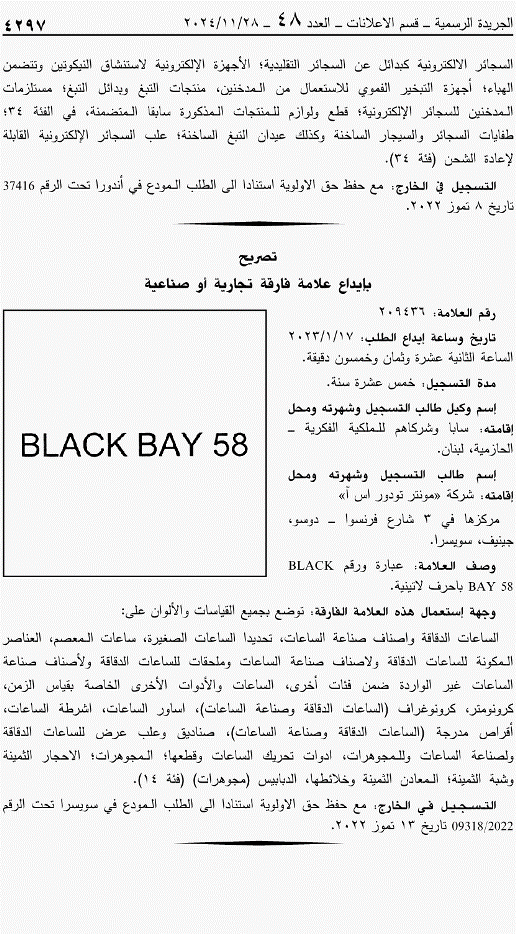 الجريدة الرسمية ــ قسم الاعلانات ــ العدد ٤٨ ــ ٢٠٢٤/١١/٢٨
٤٢٩٧
السجائر الالكترونية كبدائل عن السجائر التقليدية؛ الأجهزة الإلكترونية لاستنشاق النيكوتين وتتضمن
الهباء؛ أجهزة التبخير الفموي للاستعمال من المدخنين، منتجات التبغ وبدائل التبغ؛ مستلزمات
المدخنين للسجائر الإلكترونية؛ قطع ولوازم للمنتجات المذكورة سابقا المتضمنة، في الفئة ٣٤؛
طفايات السجائر والسيجار الساخنة وكذلك عيدان التبغ الساخنة؛ علب السجائر الإلكترونية القابلة
لإعادة الشحن (فئة ٣٤).
التسجيل في الخارج: مع حفظ حق الاولوية استنادا الى الطلب المودع في أندورا تحت الرقم 37416
تاريخ ٨ تموز ٢٠٢٢.
تصريح
بإيداع علامة فارقة تجارية أو صناعية
رقم العلامة: ٢٠٩٤٣٦
تاريخ وساعة إيداع الطلب: ٢٠٢٣/١/١٧
الساعة الثانية عشرة وثمان وخمسون دقيقة.
مدة التسجيل: خمس عشرة سنة.
إسم وكيل طالب التسجيل وشهرته ومحل
إقامته: سابا وشركاهم للملكية الفكرية ــ
الحازمية، لبنان.
إسم طالب التسجيل وشهرته ومحل
إقامته: شركة «مونتر تودور اس آ»
مركزها في ٣ شارع فرنسوا ــ دوسو،
جينيف، سويسرا.
وصف العلامة: عبارة ورقم BLACK
BAY 58 باحرف لاتينية.
BLACK BAY 58
وجهة إستعمال هذه العلامة الفارقة: توضع بجميع القياسات والألوان على:
الساعات الدقاقة واصناف صناعة الساعات، تحديدا الساعات الصغيرة، ساعات المعصم، العناصر
المكونة للساعات الدقاقة ولاصناف صناعة الساعات وملحقات للساعات الدقاقة ولأصناف صناعة
الساعات غير الواردة ضمن فئات أخرى، الساعات والأدوات الأخرى الخاصة بقياس الزمن،
كرونومتر، كرونوغراف (الساعات الدقاقة وصناعة الساعات)، اساور الساعات، اشرطة الساعات،
أقراص مدرجة (الساعات الدقاقة وصناعة الساعات)، صناديق وعلب عرض للساعات الدقاقة
ولصناعة الساعات وللمجوهرات، ادوات تحريك الساعات وقطعها؛ المجوهرات؛ الاحجار الثمينة
وشبة الثمينة؛ المعادن الثمينة وخلائطها، الدبابيس (مجوهرات) (فئة ١٤).
التسجيل في الخارج: مع حفظ حق الاولوية استنادا الى الطلب المودع في سويسرا تحت الرقم
09318/2022 تاريخ ١٣ تموز ٢٠٢٢.